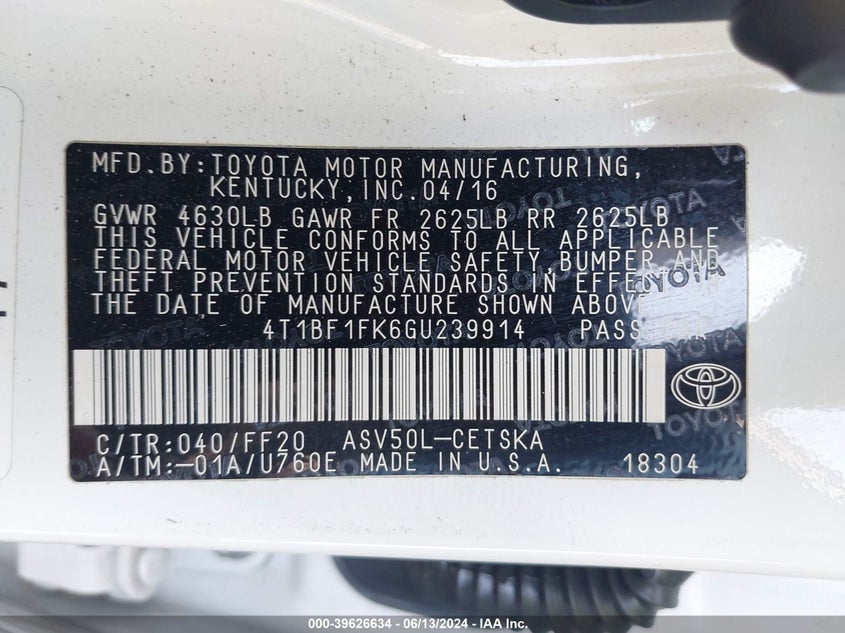 MFD.BY:TOYOTA MOTOR MANUFACTURING,
KENTUCKY,INC.04/16
GVWR 4630LB GAWR FR 2625LB RR 2625LB
THIS VEHICLE CONFORMS TO ALL APPLICABLE
FEDERAL MOTOR VEHICLE SAFETY,BUMPER AND
THEFT PREVENTION STANDARDS IN EFFECT
THE DATE OF MANUFACTURE SHOWN ABOVE
4T1BF1FK6GU239914 PASS
C/TR:040/FF20 ASV50L-CETSKA
A/TM:-01A/U760E MADE IN U.S.A. 18304
000-39626634 - 06/13/2024 - IAA Inc.